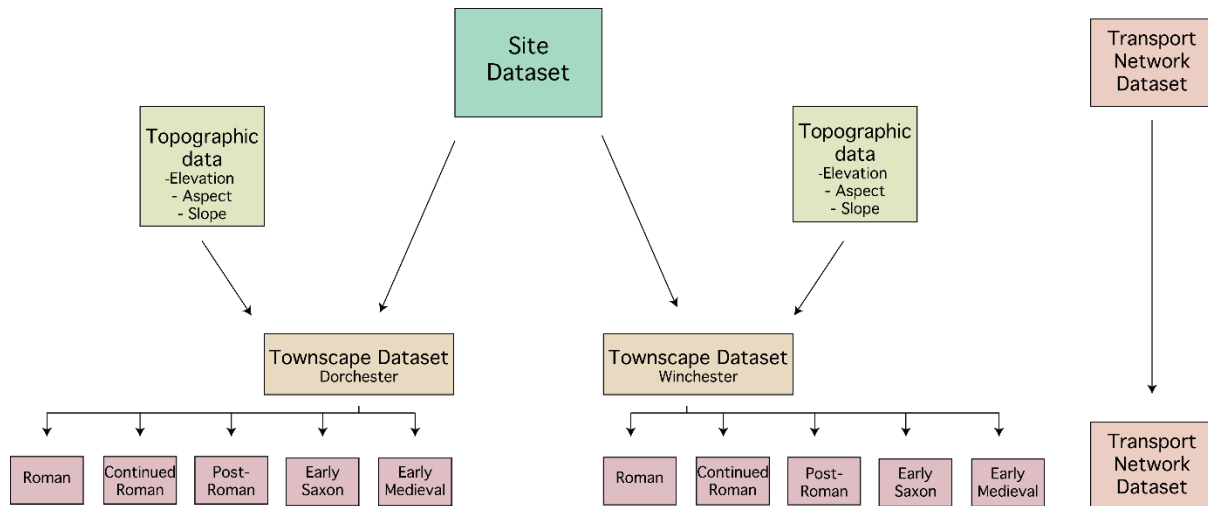 Site
Dataset
Transport
Network
Dataset
Topographic
data
-Elevation
- Aspect
- Slope
Topographic
data
-Elevation
- Aspect
- Slope
Townscape Dataset
Dorchester
Townscape Dataset
Winchester
Roman
Continued
Roman
Post-
Roman
Early
Saxon
Early
Medieval
Roman
Continued
Roman
Post-
Roman
Early
Saxon
Early
Medieval
Transport
Network
Dataset